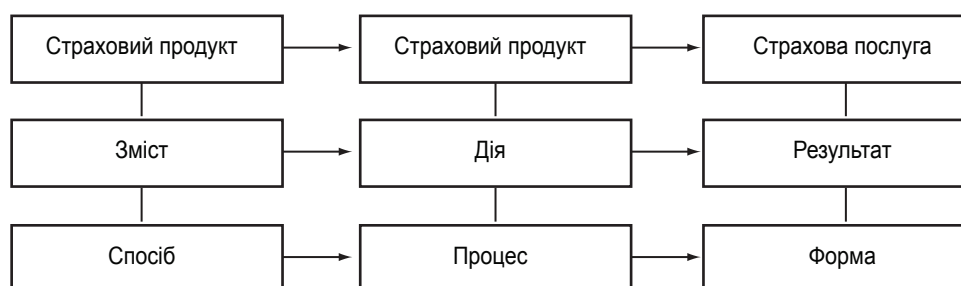 Страховий продукт
Страховий продукт
Страхова послуга
Зміст
Дія
Результат
Спосіб
Процес
Форма